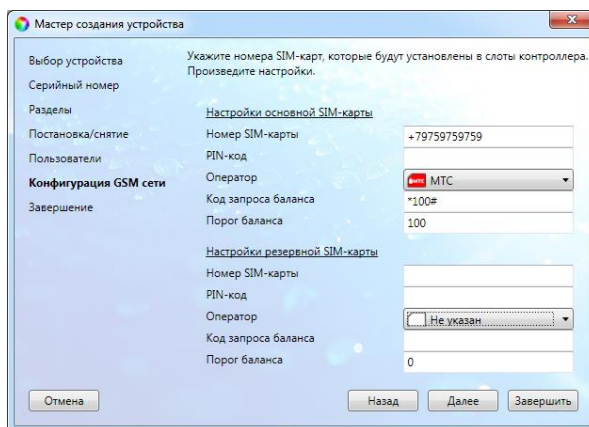 Мастер создания устройства
Выбор устройства
Серийный номер
Разделы
Постановка/снятие
Пользователи
Конфигурация GSM сети
Завершение
Укажите номера SIM-карт, которые будут установлены в слоты контроллера.
Произведите настройки.
Настройки основной SIM-карты
Номер SIM-карты +79759759759
PIN-код
Оператор МТС МТС
Код запроса баланса *100#
Порог баланса 100
Настройки резервной SIM-карты
Номер SIM-карты
PIN-код
Оператор Не указан
Код запроса баланса
Порог баланса 0
Отмена Назад Далее Завершить